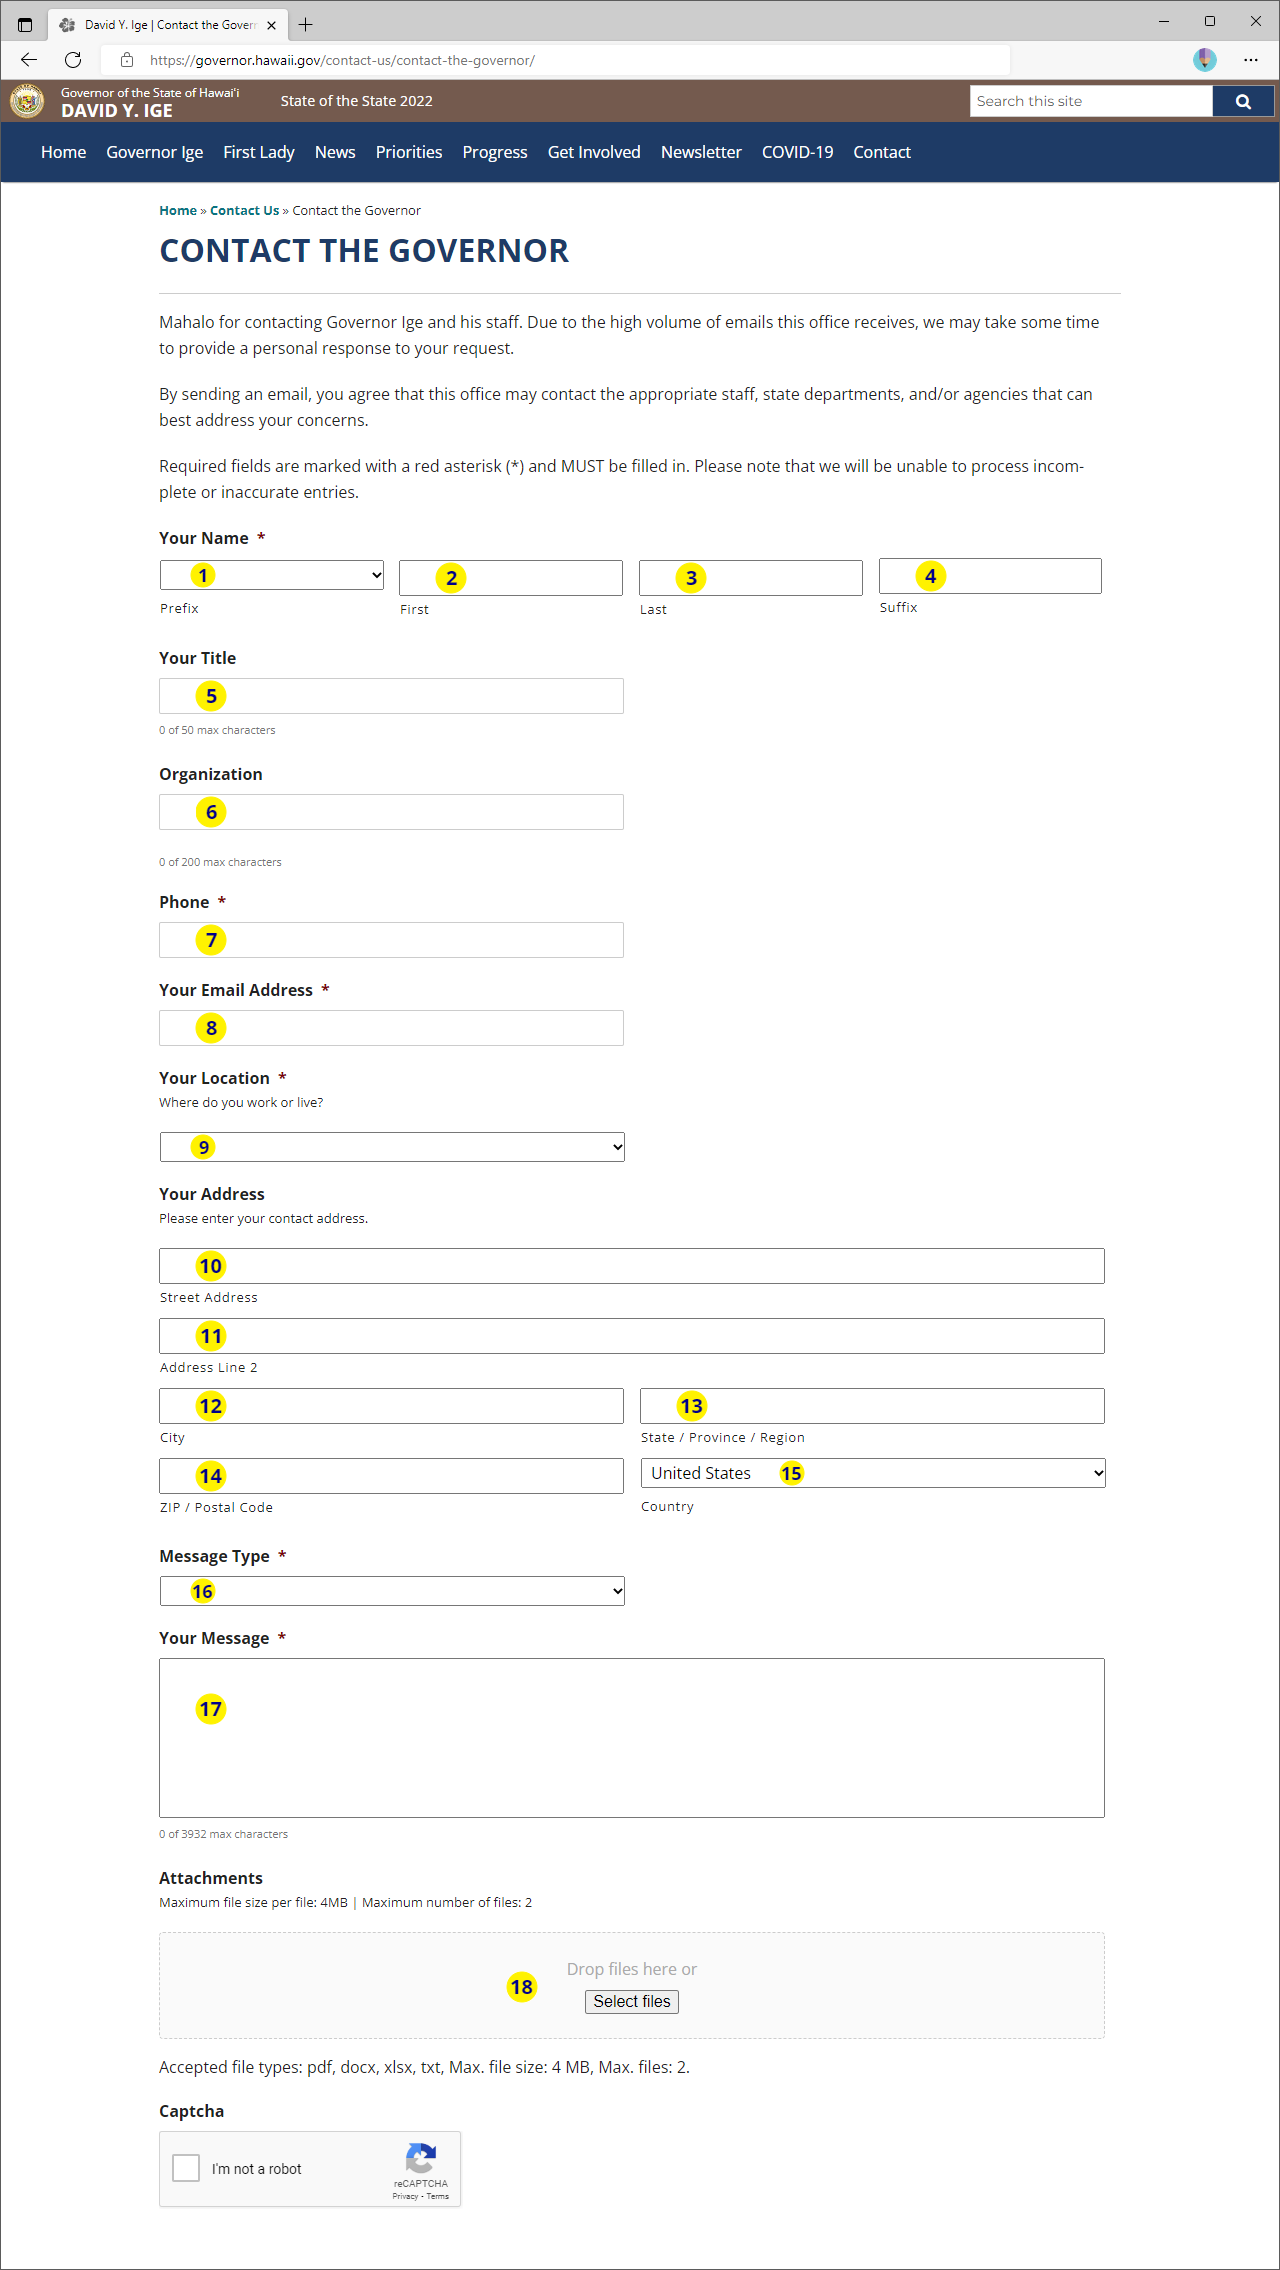 David Y. Ige | Contact the Gover
https://governor.hawaii.gov/contact-us/contact-the-governor/
Governor of the State of Hawaiʻi
DAVID Y. IGE
State of the State 2022
Search this site
Home Governor Ige First Lady News Priorities Progress Get Involved Newsletter COVID-19 Contact
Home » Contact Us » Contact the Governor
CONTACT THE GOVERNOR
Mahalo for contacting Governor Ige and his staff. Due to the high volume of emails this office receives, we may take some time
to provide a personal response to your request.
By sending an email, you agree that this office may contact the appropriate staff, state departments, and/or agencies that can
best address your concerns.
Required fields are marked with a red asterisk (*) and MUST be filled in. Please note that we will be unable to process incom-
plete or inaccurate entries.
Your Name *
1 2 3 4
Prefix First Last Suffix
Your Title
5
0 of 50 max characters
Organization
6
0 of 200 max characters
Phone *
7
Your Email Address *
8
Your Location *
Where do you work or live?
9
Your Address
Please enter your contact address.
10
Street Address
11
Address Line 2
12 13
City State / Province / Region
14 United States 15
ZIP / Postal Code Country
Message Type *
16
Your Message *
17
0 of 3932 max characters
Attachments
Maximum file size per file: 4MB | Maximum number of files: 2
Drop files here or
18
Select files
Accepted file types: pdf, docx, xlsx, txt, Max. file size: 4 MB, Max. files: 2.
Captcha
I'm not a robot
reCAPTCHA
Privacy - Terms